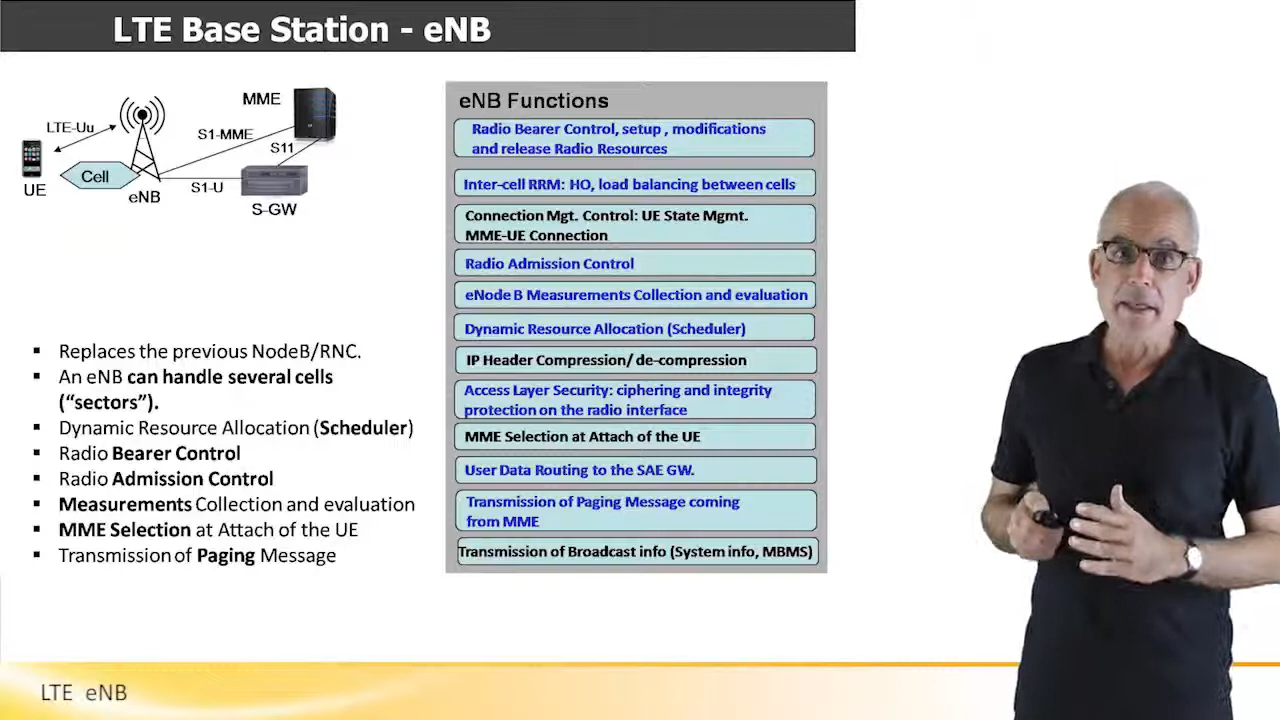 LTE Base Station - eNB
MME
LTE-Uu
S1-MME
S11
Cell
UE
eNB
S1-U
S-GW
▪ Replaces the previous NodeB/RNC.
▪ An eNB can handle several cells
(“sectors”).
▪ Dynamic Resource Allocation (Scheduler)
▪ Radio Bearer Control
▪ Radio Admission Control
▪ Measurements Collection and evaluation
▪ MME Selection at Attach of the UE
▪ Transmission of Paging Message
eNB Functions
Radio Bearer Control, setup , modifications
and release Radio Resources
Inter-cell RRM: HO, load balancing between cells
Connection Mgt. Control: UE State Mgmt.
MME-UE Connection
Radio Admission Control
eNode B Measurements Collection and evaluation
Dynamic Resource Allocation (Scheduler)
IP Header Compression/ de-compression
Access Layer Security: ciphering and integrity
protection on the radio interface
MME Selection at Attach of the UE
User Data Routing to the SAE GW.
Transmission of Paging Message coming
from MME
Transmission of Broadcast info (System info, MBMS)
LTE eNB